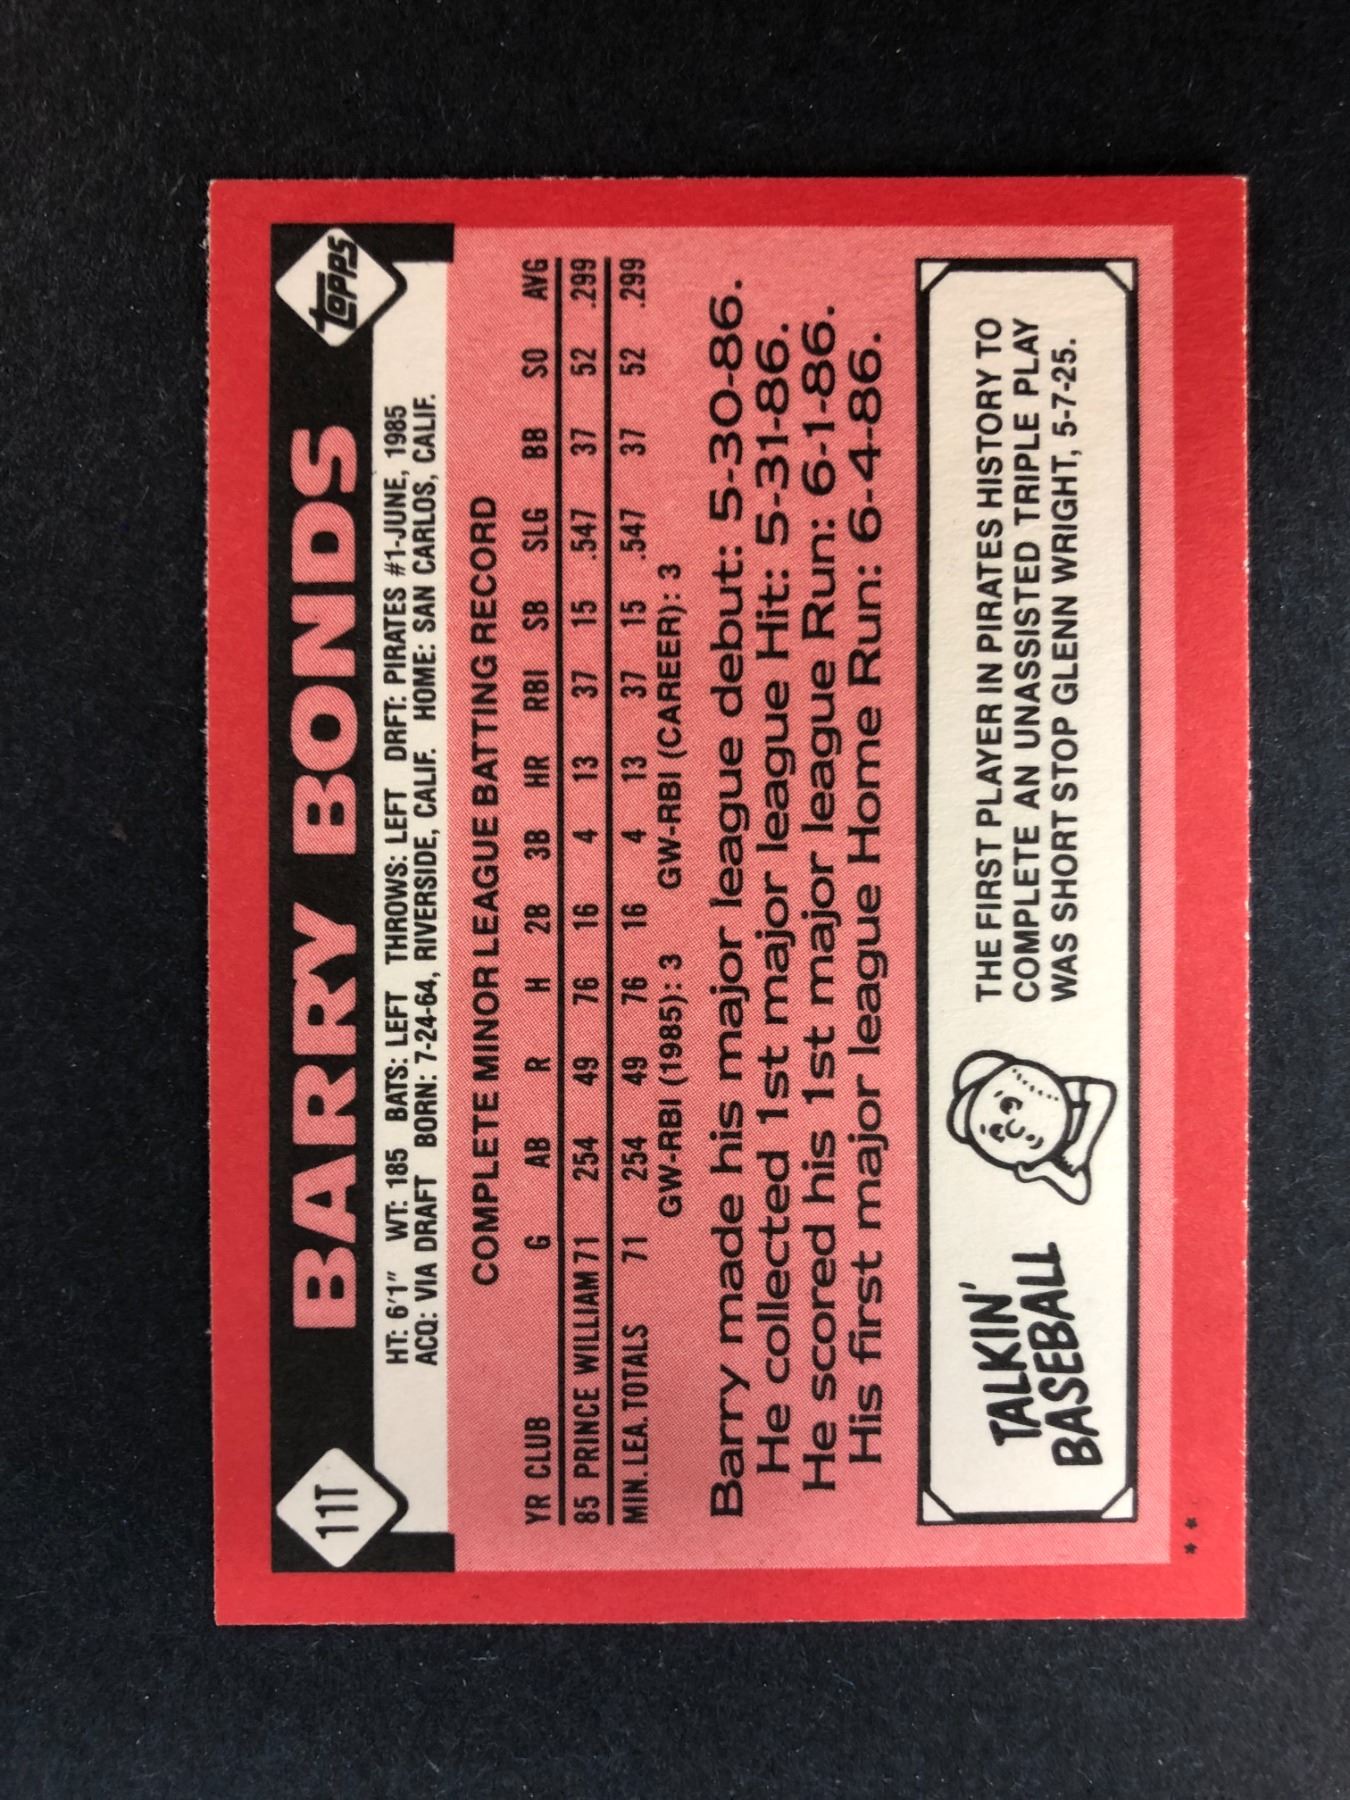 11T
BARRY BONDS
TOPPS
HT: 6'1" WT: 185 BATS: LEFT THROWS: LEFT DRFT: PIRATES #1-JUNE, 1985
ACQ: VIA DRAFT BORN: 7-24-64, RIVERSIDE, CALIF. HOME: SAN CARLOS, CALIF.
COMPLETE MINOR LEAGUE BATTING RECORD
YR CLUB G AB R H 2B 3B HR RBI SB SLG BB SO AVG
85 PRINCE WILLIAM 71 254 49 76 16 4 13 37 15 .547 37 52 .299
MIN. LEA. TOTALS 71 254 49 76 16 4 13 37 15 .547 37 52 .299
GW-RBI (1985): 3 GW-RBI (CAREER): 3
Barry made his major league debut: 5-30-86.
He collected 1st major league Hit: 5-31-86.
He scored his 1st major league Run: 6-1-86.
His first major league Home Run: 6-4-86.
TALKIN'
BASEBALL
THE FIRST PLAYER IN PIRATES HISTORY TO
COMPLETE AN UNASSISTED TRIPLE PLAY
WAS SHORT STOP GLENN WRIGHT, 5-7-25.
**